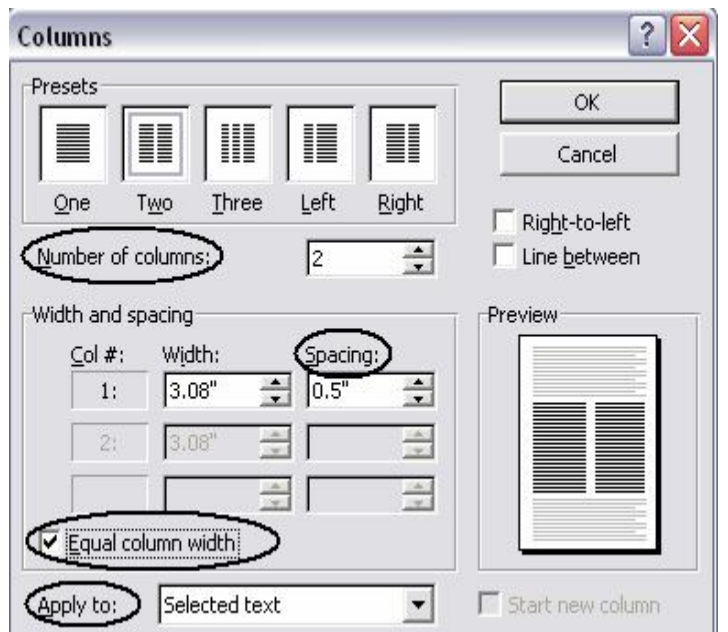 Columns
Presets
One Two Three Left Right
OK
Cancel
Right-to-left
Line between
Number of columns: 2
Width and spacing
Col #: Width: Spacing:
1: 3.08" 0.5"
2: 3.08"
Equal column width
Preview
Apply to: Selected text
Start new column